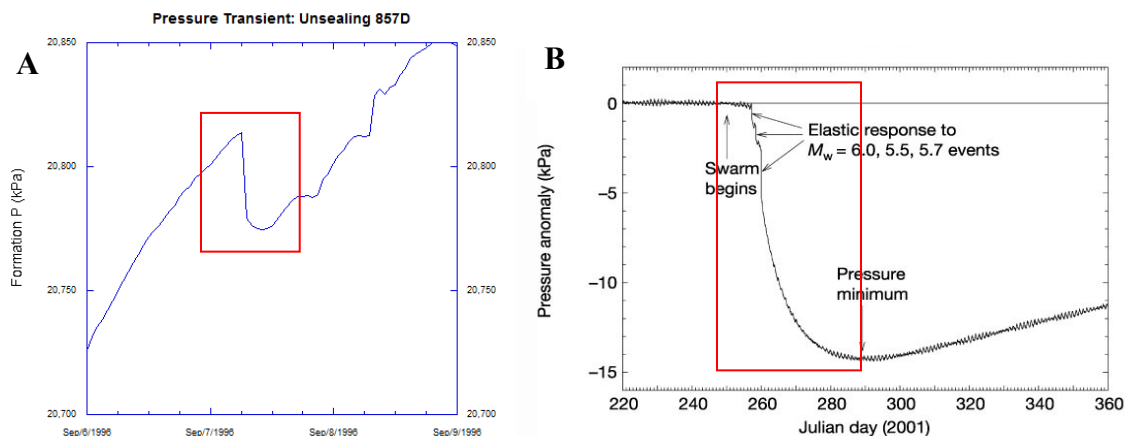 Pressure Transient: Unsealing 857D
A
Formation P (kPa)
20,850
20,800
20,750
20,700
20,850
20,800
20,750
20,700
Sep/6/1996
Sep/7/1996
Sep/8/1996
Sep/9/1996
B
Pressure anomaly (kPa)
0
−5
−10
−15
Swarm
begins
Elastic response to
Mw = 6.0, 5.5, 5.7 events
Pressure
minimum
220
240
260
280
300
320
340
360
Julian day (2001)